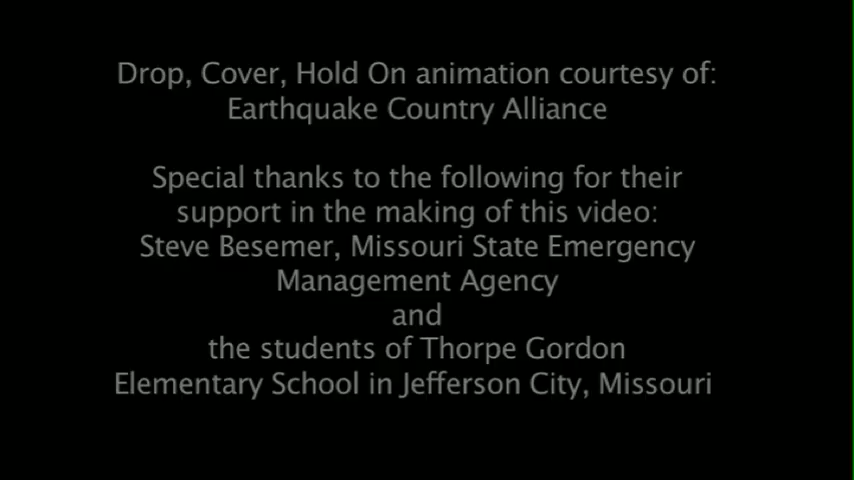 Drop, Cover, Hold On animation courtesy of:
Earthquake Country Alliance
Special thanks to the following for their
support in the making of this video:
Steve Besemer, Missouri State Emergency
Management Agency
and
the students of Thorpe Gordon
Elementary School in Jefferson City, Missouri